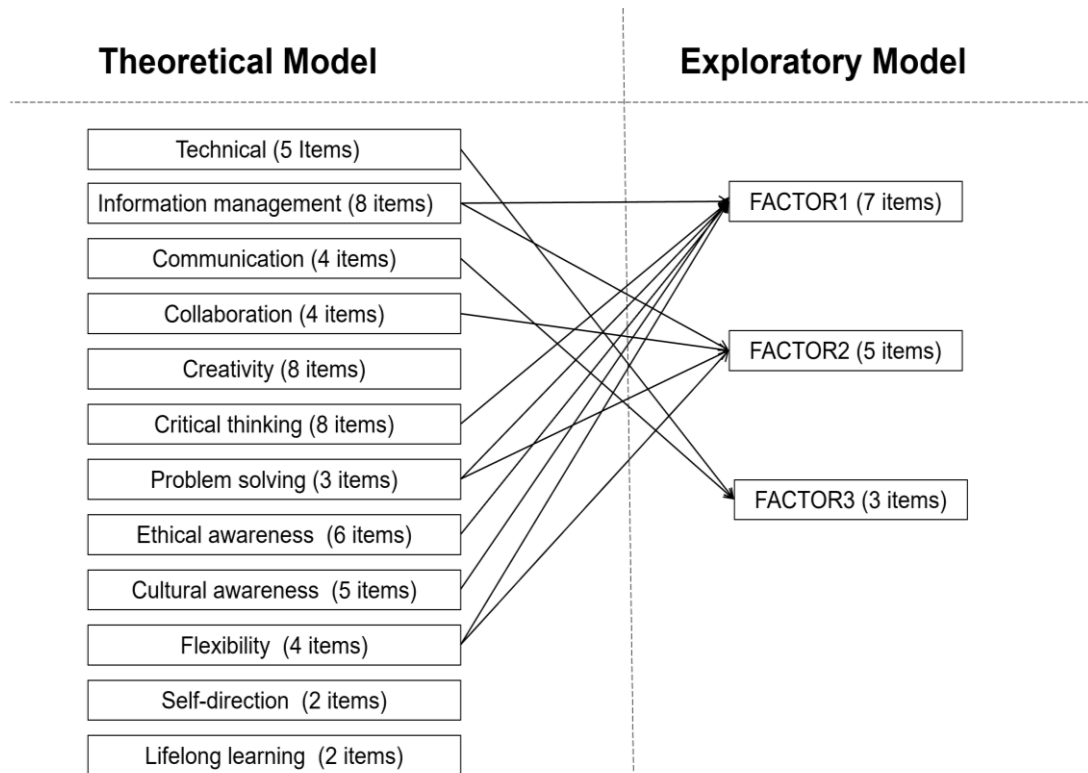 Theoretical Model
Exploratory Model
Technical (5 Items)
Information management (8 items)
Communication (4 items)
Collaboration (4 items)
Creativity (8 items)
Critical thinking (8 items)
Problem solving (3 items)
Ethical awareness (6 items)
Cultural awareness (5 items)
Flexibility (4 items)
Self-direction (2 items)
Lifelong learning (2 items)
FACTOR1 (7 items)
FACTOR2 (5 items)
FACTOR3 (3 items)